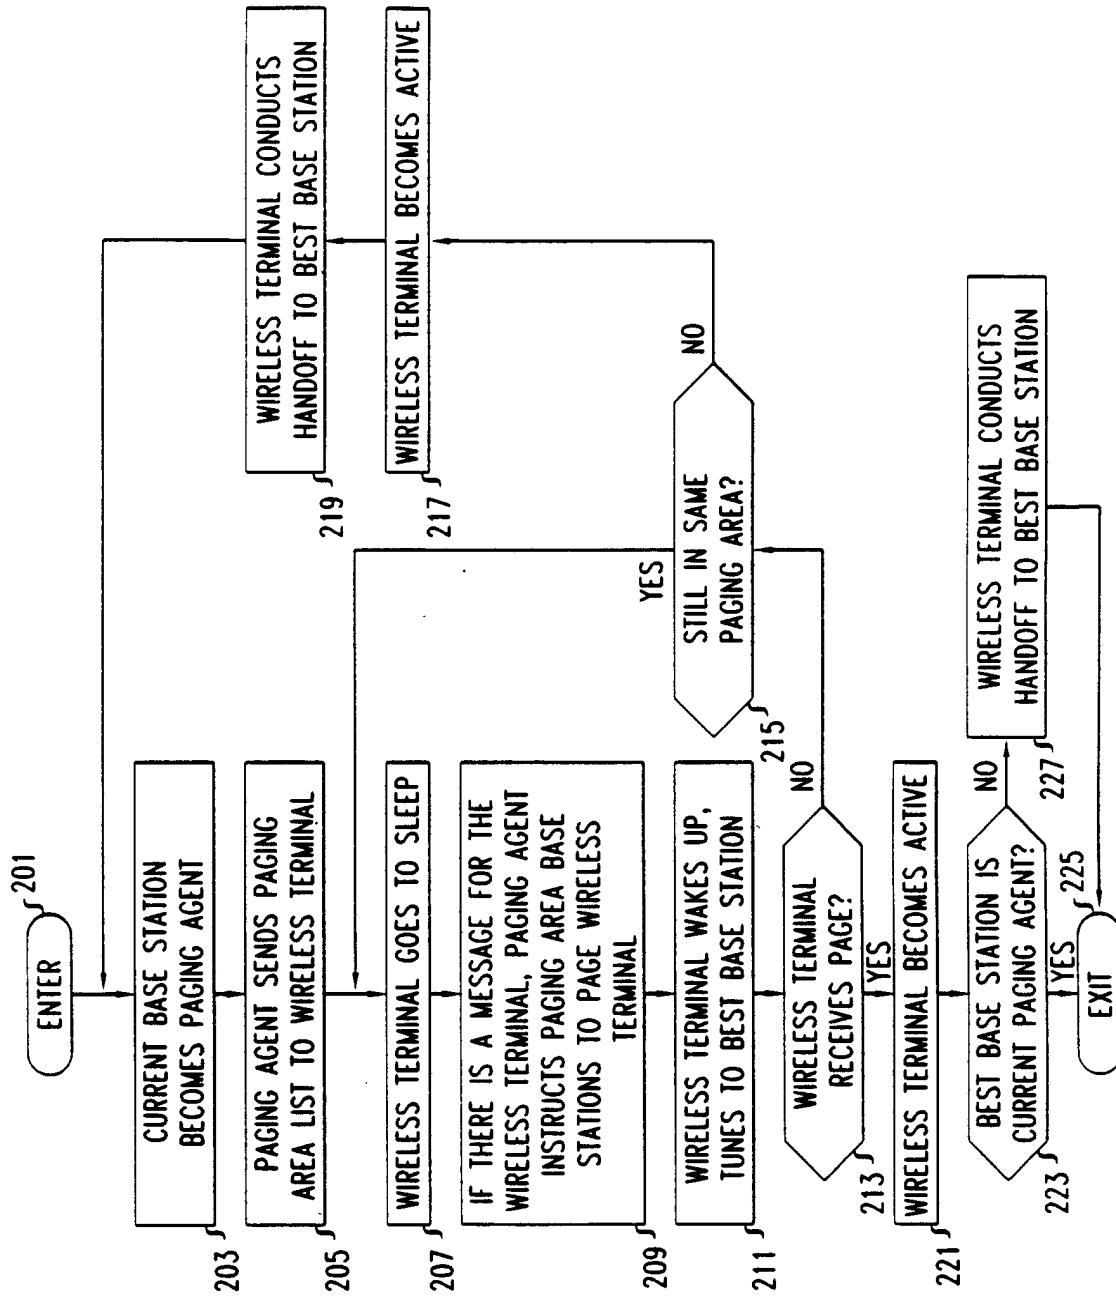 ENTER
201
CURRENT BASE STATION
BECOMES PAGING AGENT
203
PAGING AGENT SENDS PAGING
AREA LIST TO WIRELESS TERMINAL
205
WIRELESS TERMINAL GOES TO SLEEP
207
IF THERE IS A MESSAGE FOR THE
WIRELESS TERMINAL, PAGING AGENT
INSTRUCTS PAGING AREA BASE
STATIONS TO PAGE WIRELESS
TERMINAL
209
WIRELESS TERMINAL WAKES UP,
TUNES TO BEST BASE STATION
211
WIRELESS TERMINAL
RECEIVES PAGE?
213
NO
YES
STILL IN SAME
PAGING AREA?
215
YES
NO
WIRELESS TERMINAL BECOMES ACTIVE
217
WIRELESS TERMINAL CONDUCTS
HANDOFF TO BEST BASE STATION
219
WIRELESS TERMINAL BECOMES ACTIVE
221
BEST BASE STATION IS
CURRENT PAGING AGENT?
223
NO
YES
WIRELESS TERMINAL CONDUCTS
HANDOFF TO BEST BASE STATION
227
EXIT
225